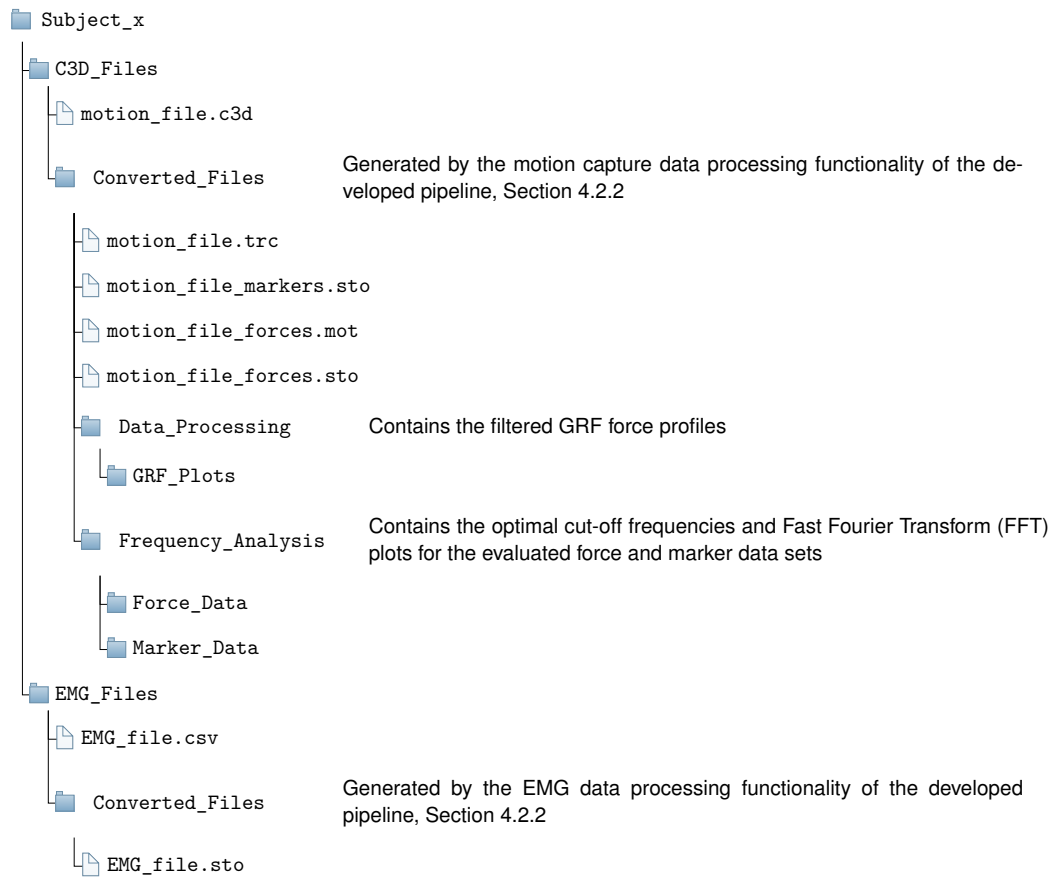 Subject_x
C3D_Files
motion_file.c3d
Converted_Files
Generated by the motion capture data processing functionality of the de-
veloped pipeline, Section 4.2.2
motion_file.trc
motion_file_markers.sto
motion_file_forces.mot
motion_file_forces.sto
Data_Processing Contains the filtered GRF force profiles
GRF_Plots
Frequency_Analysis
Contains the optimal cut-off frequencies and Fast Fourier Transform (FFT)
plots for the evaluated force and marker data sets
Force_Data
Marker_Data
EMG_Files
EMG_file.csv
Converted_Files
Generated by the EMG data processing functionality of the developed
pipeline, Section 4.2.2
EMG_file.sto